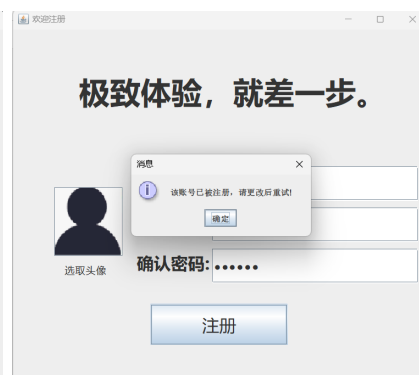 欢迎注册
极致体验，就差一步。
消息
该账号已被注册，请更改后重试!
确定
选取头像
确认密码:
注册